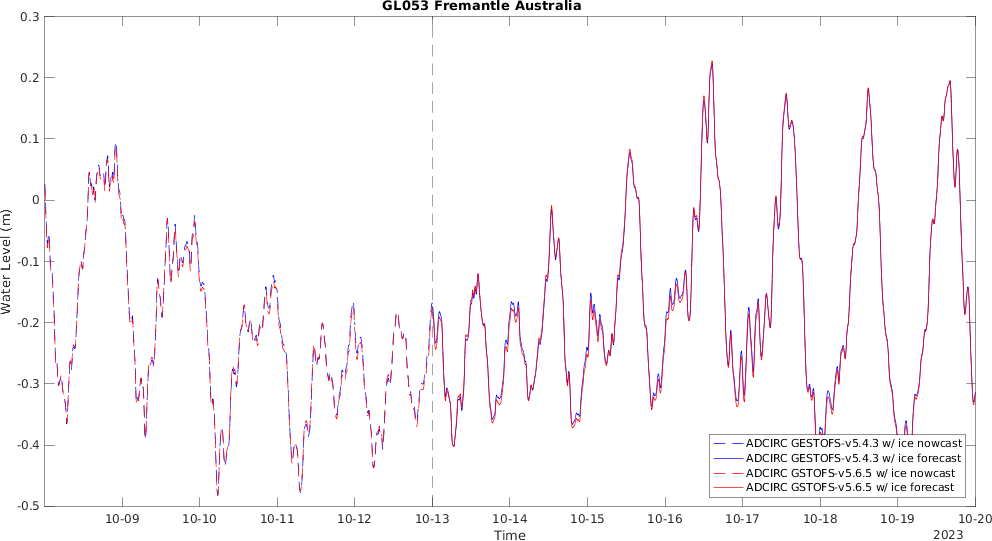 GL053 Fremantle Australia
Water Level (m)
0.3
0.2
0.1
0
-0.1
-0.2
-0.3
-0.4
-0.5
ADCIRC GESTOFS-v5.4.3 w/ ice nowcast
ADCIRC GESTOFS-v5.4.3 w/ ice forecast
ADCIRC GSTOFS-v5.6.5 w/ ice nowcast
ADCIRC GSTOFS-v5.6.5 w/ ice forecast
10-09 10-10 10-11 10-12 10-13 10-14 10-15 10-16 10-17 10-18 10-19 10-20
Time
2023